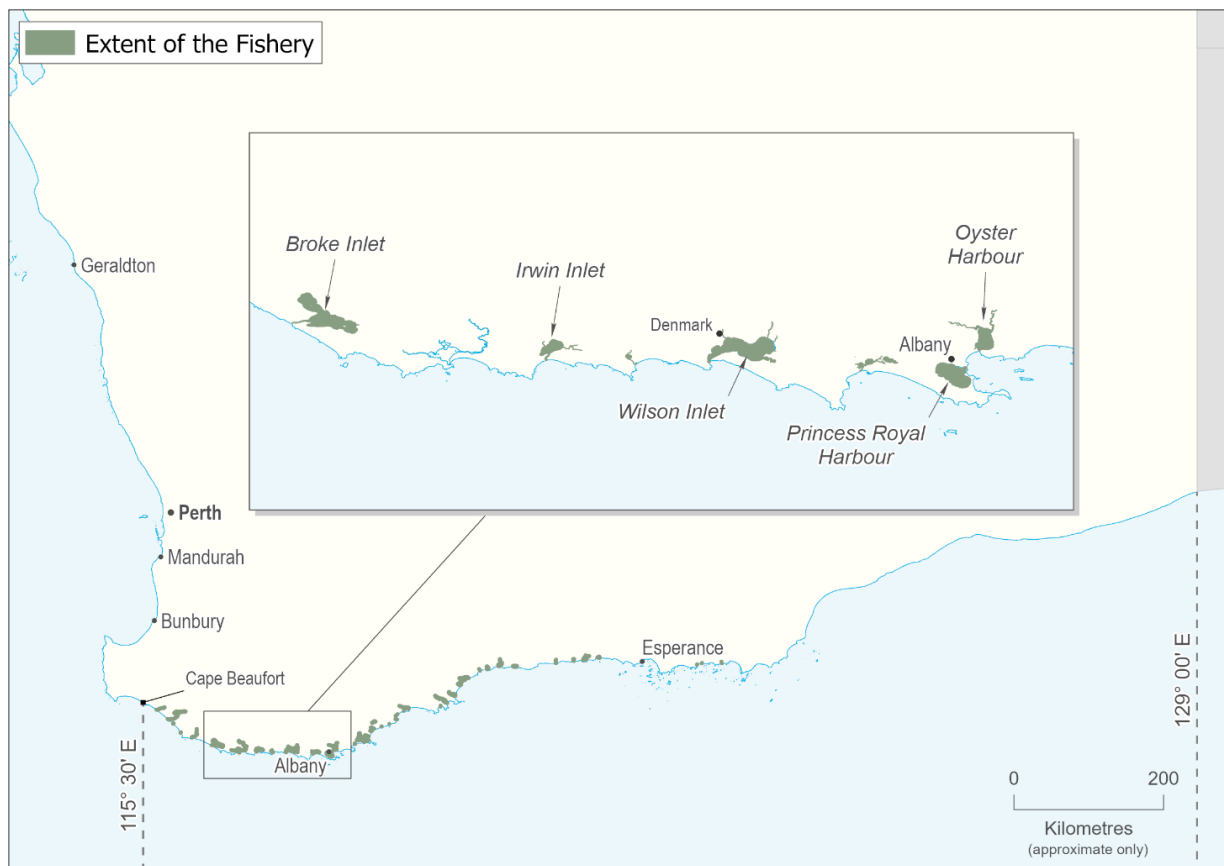 Extent of the Fishery
Broke Inlet
Irwin Inlet
Oyster
Harbour
Denmark
Albany
Wilson Inlet
Princess Royal
Harbour
Geraldton
Perth
Mandurah
Bunbury
Cape Beaufort
Esperance
Albany
115° 30' E
129° 00' E
0 200
Kilometres
(approximate only)